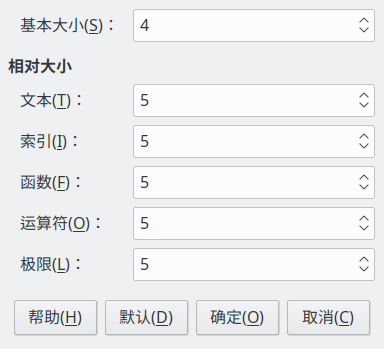 基本大小(S)： 4
相对大小
文本(T)： 5
索引(I)： 5
函数(F)： 5
运算符(O)： 5
极限(L)： 5
帮助(H) 默认(D) 确定(O) 取消(C)